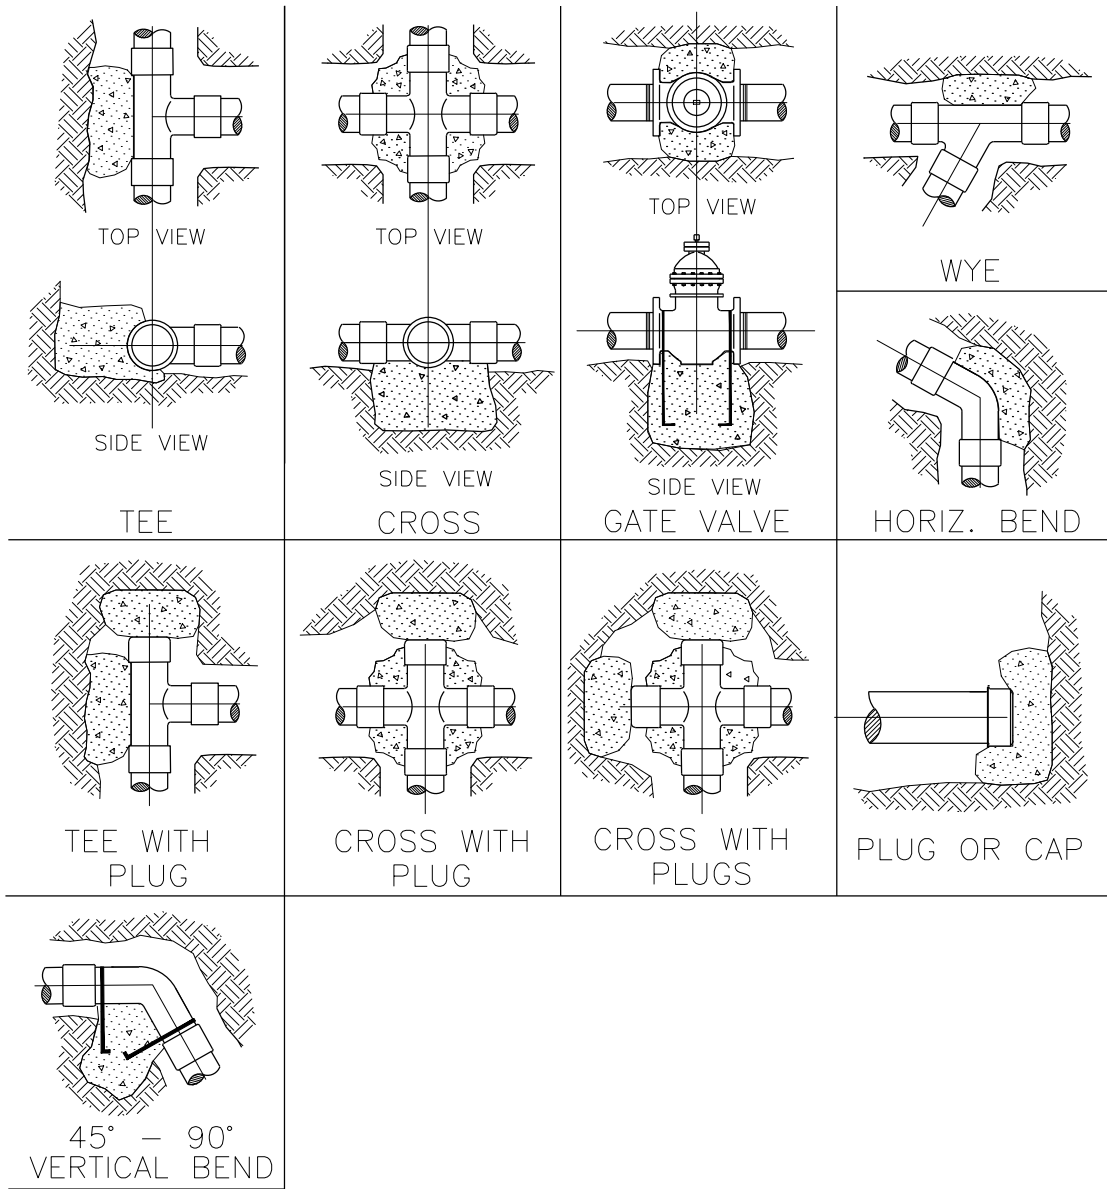 TOP VIEW
SIDE VIEW
TEE
TOP VIEW
SIDE VIEW
CROSS
TOP VIEW
SIDE VIEW
GATE VALVE
WYE
HORIZ. BEND
TEE WITH
PLUG
CROSS WITH
PLUG
CROSS WITH
PLUGS
PLUG OR CAP
45° – 90°
VERTICAL BEND